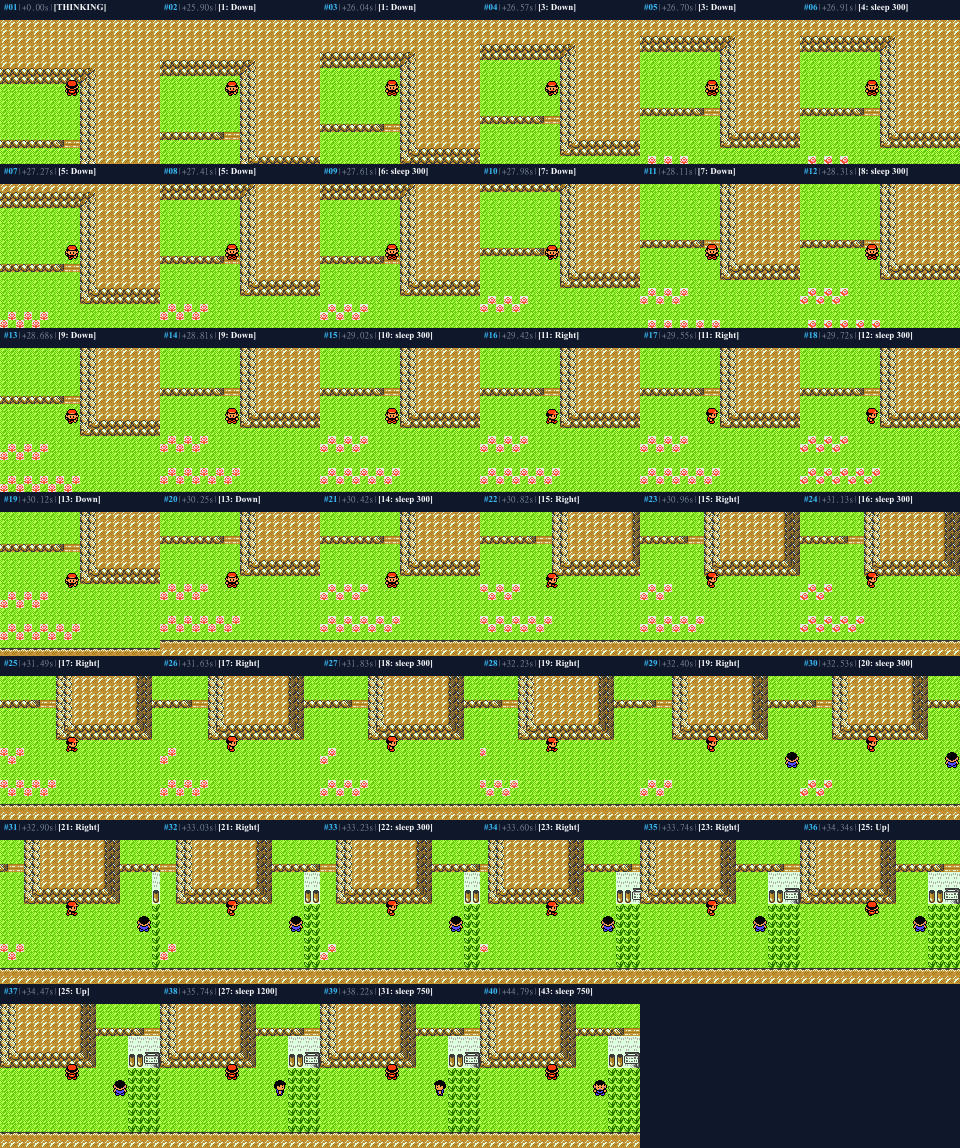 #01|+0.00s|[THINKING]
#02|+25.90s|[1: Down]
#03|+26.04s|[1: Down]
#04|+26.57s|[3: Down]
#05|+26.70s|[3: Down]
#06|+26.91s|[4: sleep 300]
#07|+27.27s|[5: Down]
#08|+27.41s|[5: Down]
#09|+27.61s|[6: sleep 300]
#10|+27.98s|[7: Down]
#11|+28.11s|[7: Down]
#12|+28.31s|[8: sleep 300]
#13|+28.68s|[9: Down]
#14|+28.81s|[9: Down]
#15|+29.02s|[10: sleep 300]
#16|+29.42s|[11: Right]
#17|+29.55s|[11: Right]
#18|+29.72s|[12: sleep 300]
#19|+30.12s|[13: Down]
#20|+30.25s|[13: Down]
#21|+30.42s|[14: sleep 300]
#22|+30.82s|[15: Right]
#23|+30.96s|[15: Right]
#24|+31.13s|[16: sleep 300]
#25|+31.49s|[17: Right]
#26|+31.63s|[17: Right]
#27|+31.83s|[18: sleep 300]
#28|+32.23s|[19: Right]
#29|+32.40s|[19: Right]
#30|+32.53s|[20: sleep 300]
#31|+32.90s|[21: Right]
#32|+33.03s|[21: Right]
#33|+33.23s|[22: sleep 300]
#34|+33.60s|[23: Right]
#35|+33.74s|[23: Right]
#36|+34.34s|[25: Up]
#37|+34.47s|[25: Up]
#38|+35.74s|[27: sleep 1200]
#39|+38.22s|[31: sleep 750]
#40|+44.79s|[43: sleep 750]